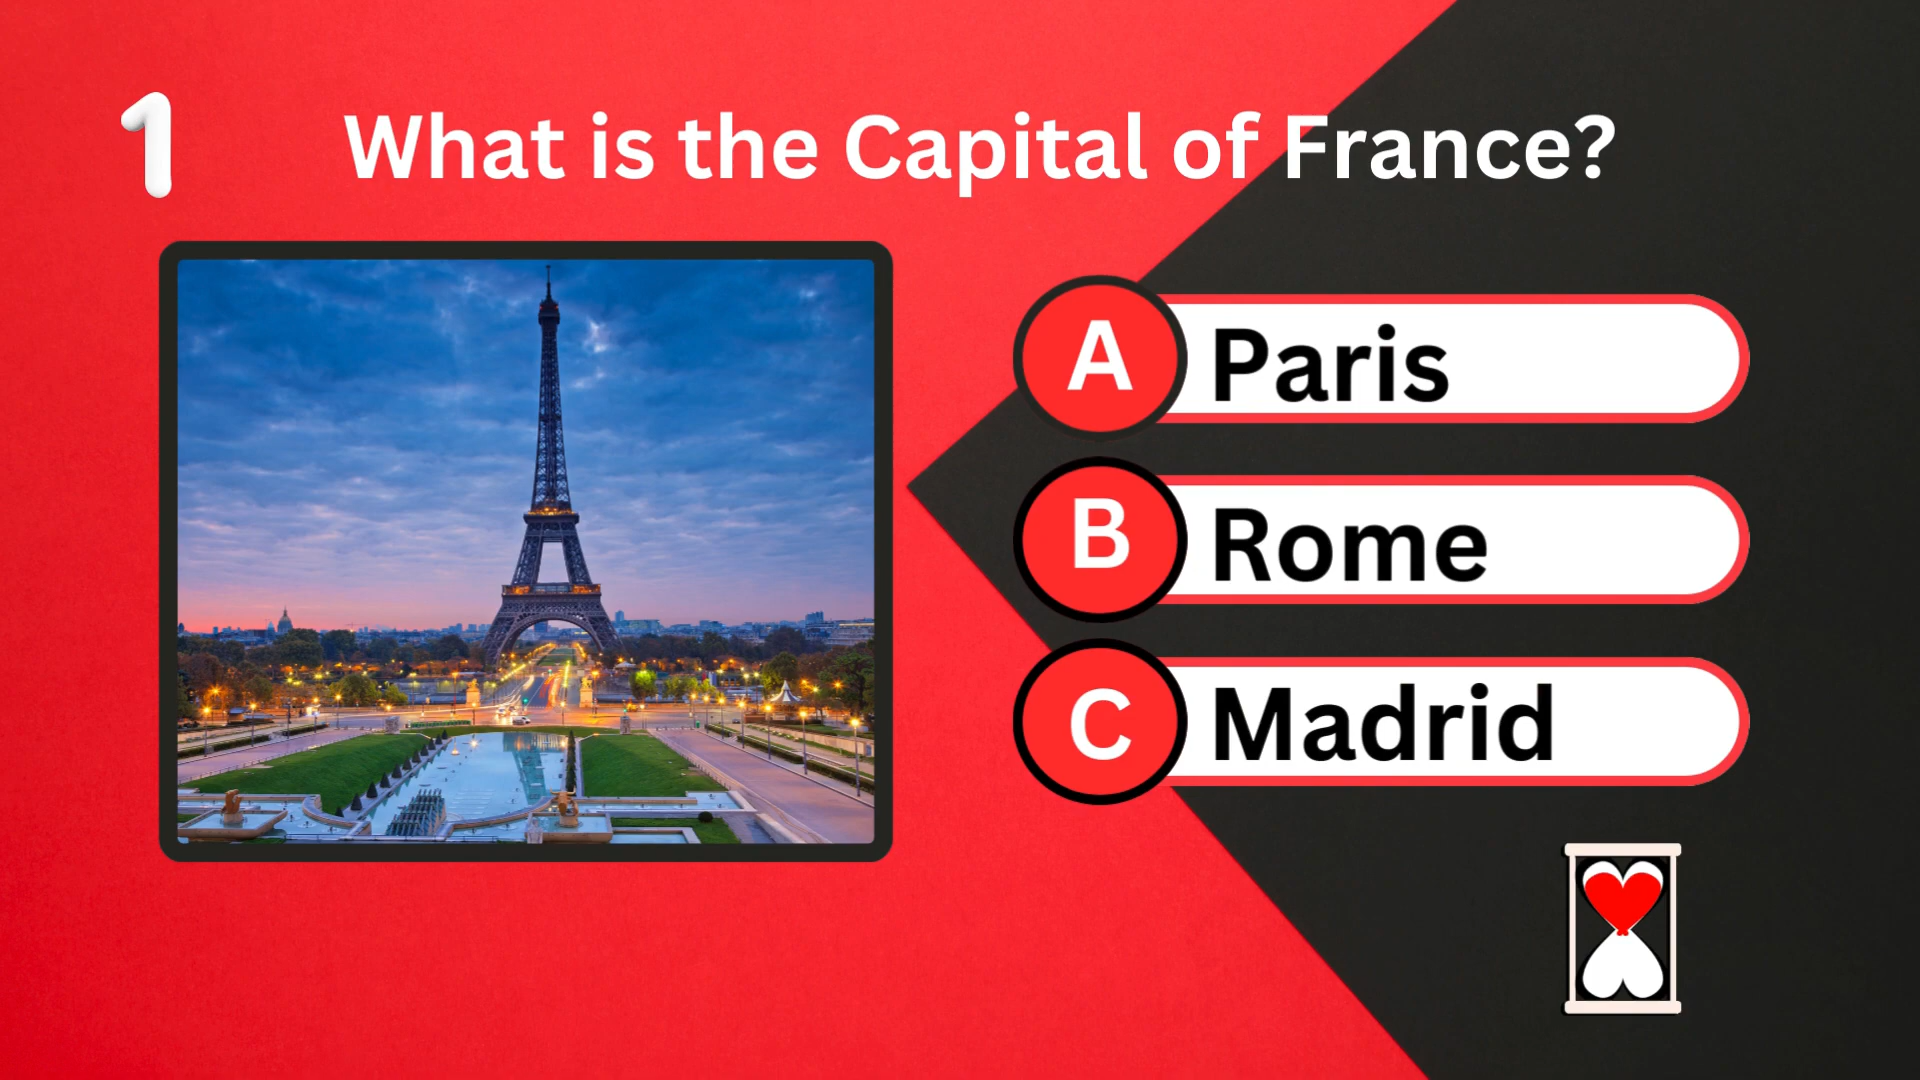 1
What is the Capital of France?
A
Paris
B
Rome
C
Madrid